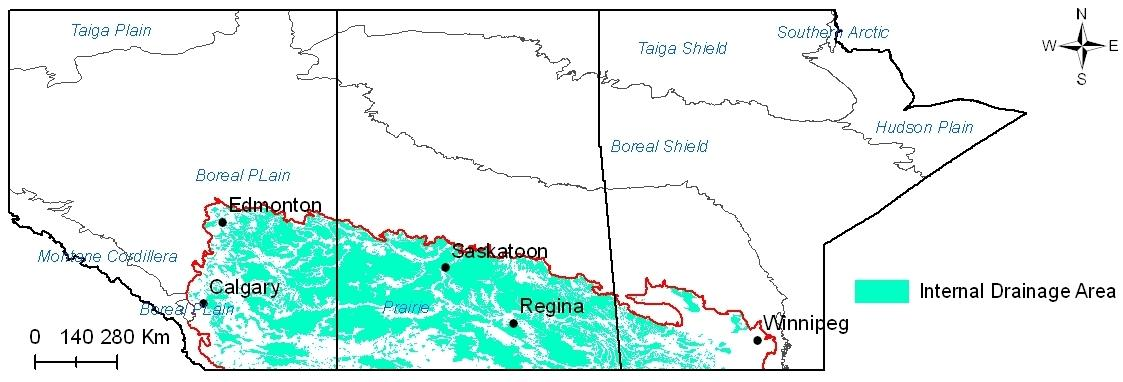 Taiga Plain
Southern Arctic
Taiga Shield
N
W E
S
Hudson Plain
Boreal Shield
Boreal PLain
Edmonton
Saskatoon
Montane Cordillera
Calgary
Boreal PLain
Prairie
Regina
Winnipeg
Internal Drainage Area
0 140 280 Km